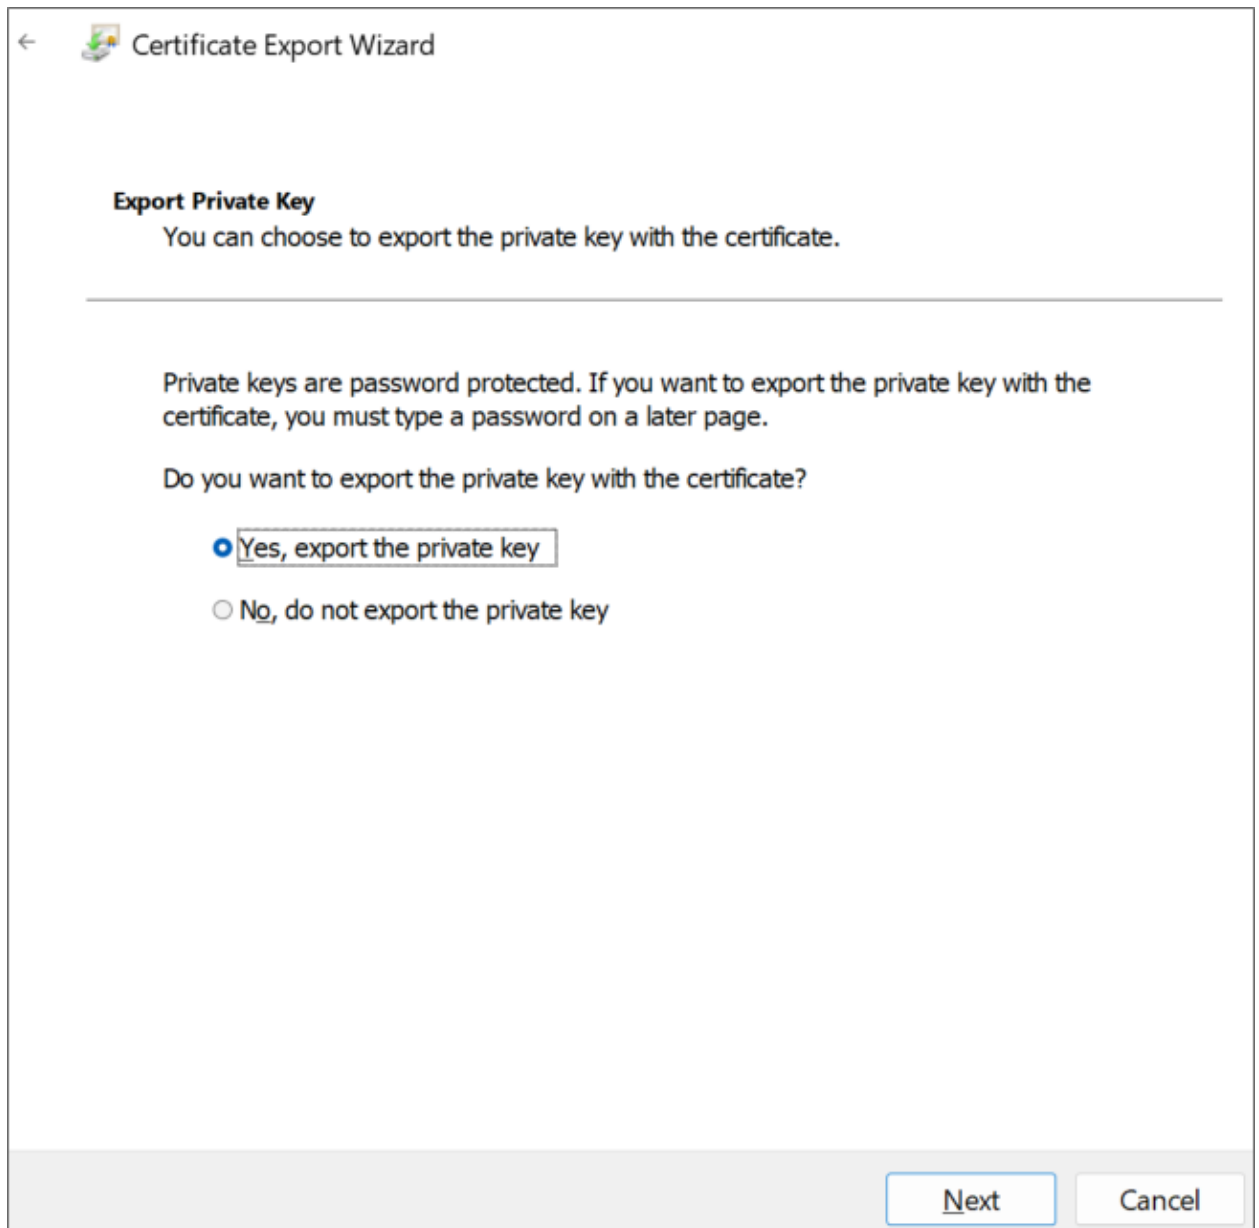 Certificate Export Wizard
Export Private Key
You can choose to export the private key with the certificate.
Private keys are password protected. If you want to export the private key with the
certificate, you must type a password on a later page.
Do you want to export the private key with the certificate?
Yes, export the private key
No, do not export the private key
Next Cancel